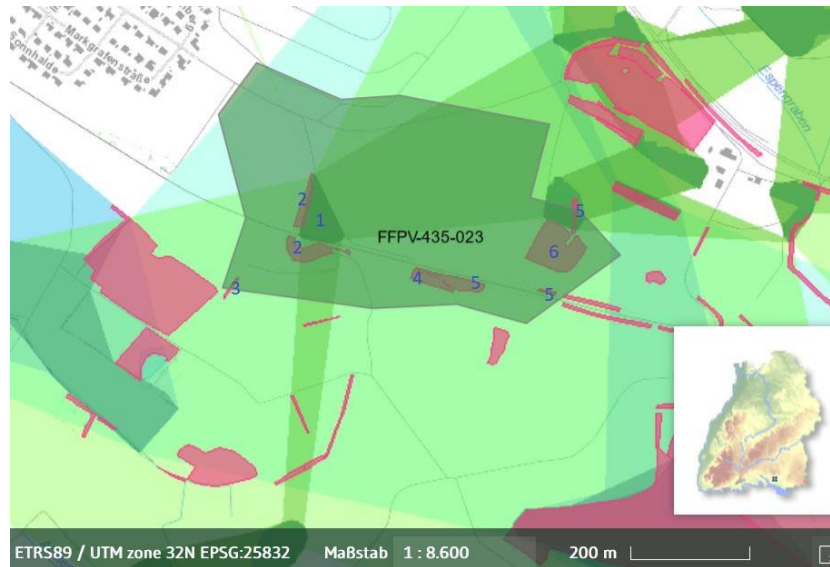 Sonnhalde
Markgrafenstraße
Espengraben
2
1
2
FFPV-435-023
5
6
3
4
5
5
ETRS89 / UTM zone 32N EPSG:25832 Maßstab 1 : 8.600 200 m